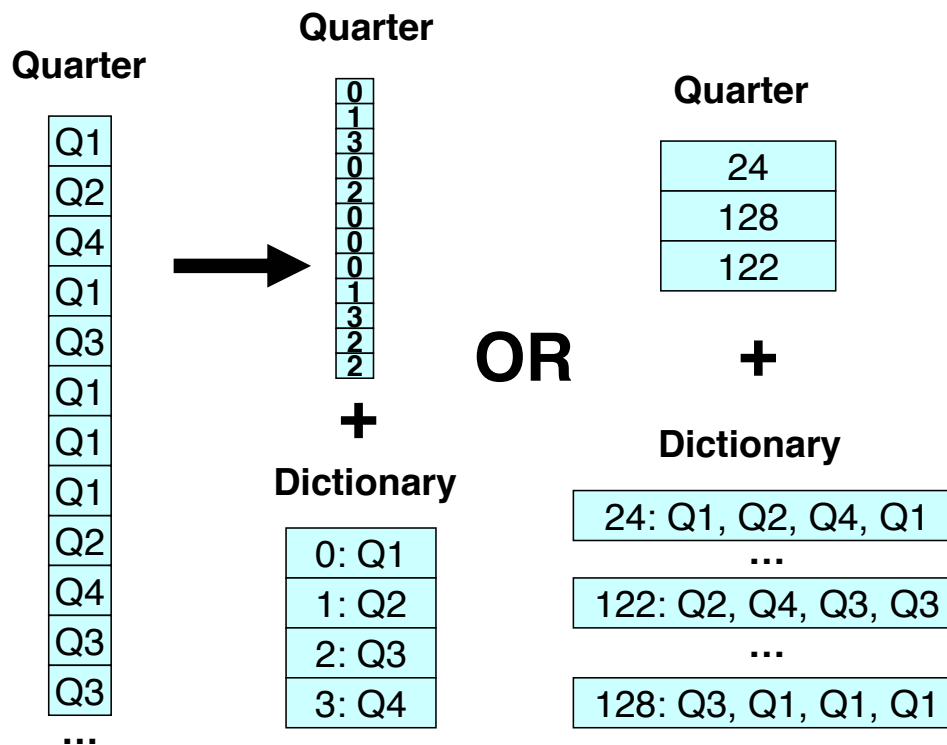 Quarter
Q1
Q2
Q4
Q1
Q3
Q1
Q1
Q1
Q2
Q4
Q3
Q3
...
Quarter
0
1
3
0
2
0
0
0
1
3
2
2
+
Dictionary
0: Q1
1: Q2
2: Q3
3: Q4
OR
Quarter
24
128
122
+
Dictionary
24: Q1, Q2, Q4, Q1
...
122: Q2, Q4, Q3, Q3
...
128: Q3, Q1, Q1, Q1